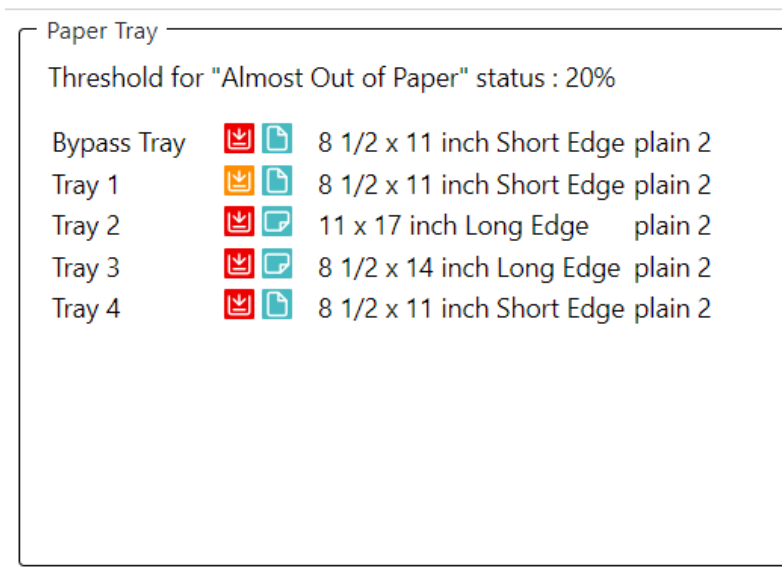 Paper Tray
Threshold for "Almost Out of Paper" status : 20%
Bypass Tray 8 1/2 x 11 inch Short Edge plain 2
Tray 1 8 1/2 x 11 inch Short Edge plain 2
Tray 2 11 x 17 inch Long Edge plain 2
Tray 3 8 1/2 x 14 inch Long Edge plain 2
Tray 4 8 1/2 x 11 inch Short Edge plain 2